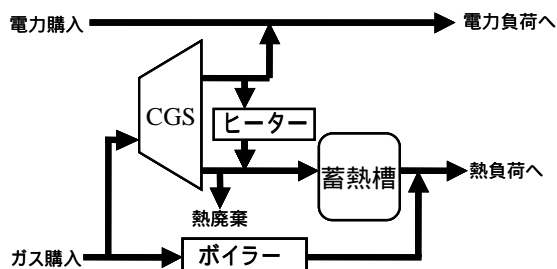 電力購入
電力負荷へ
CGS
ヒーター
蓄熱槽
熱負荷へ
熱廃棄
ガス購入
ボイラー